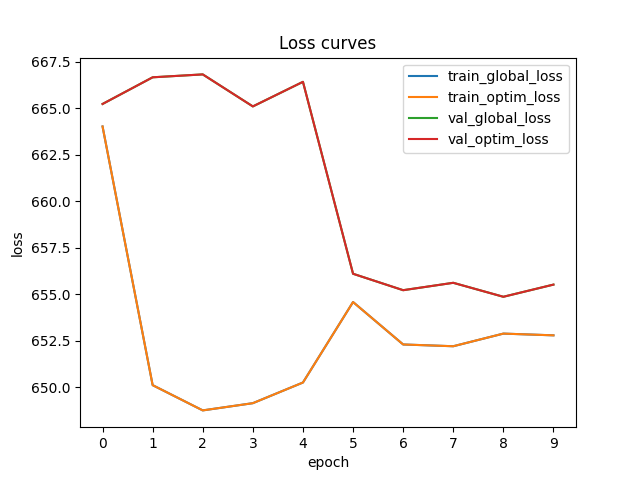 Loss curves
667.5
665.0
662.5
660.0
657.5
655.0
652.5
650.0
loss
train_global_loss
train_optim_loss
val_global_loss
val_optim_loss
0 1 2 3 4 5 6 7 8 9
epoch